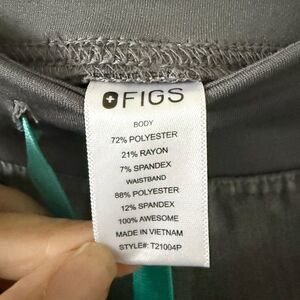 FIGS
BODY
72% POLYESTER
21% RAYON
7% SPANDEX
WAISTBAND
88% POLYESTER
12% SPANDEX
100% AWESOME
MADE IN VIETNAM
STYLE#: T21004P